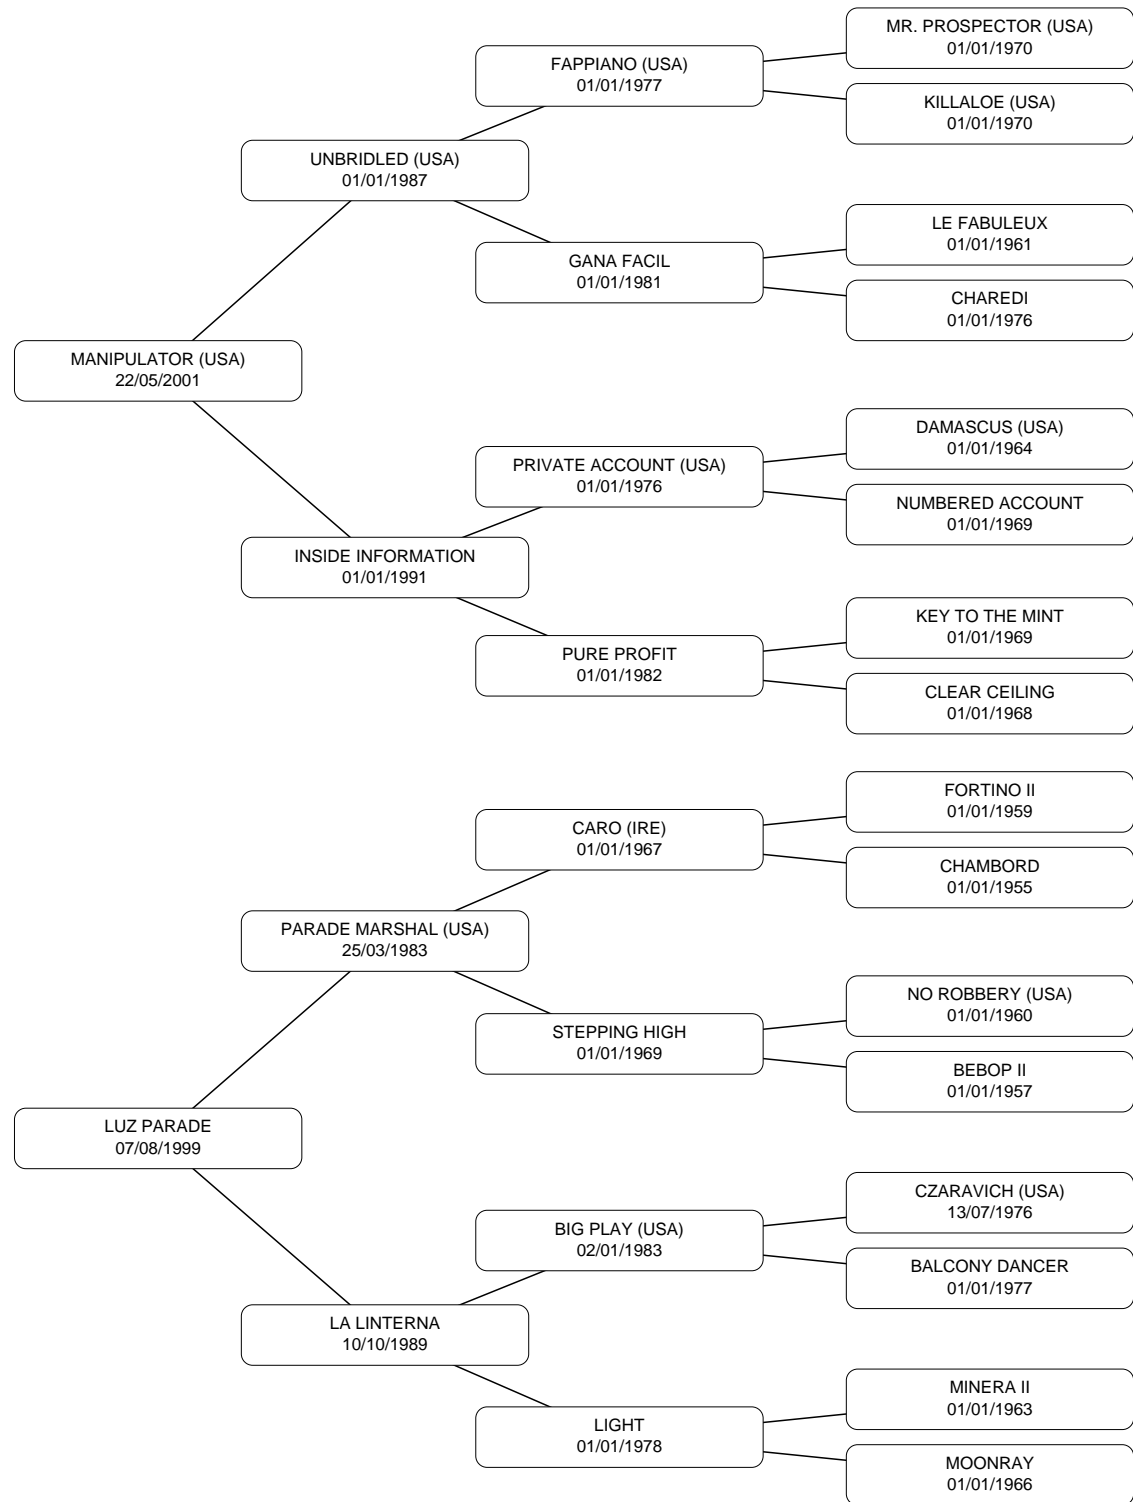 MR. PROSPECTOR (USA)
01/01/1970
FAPPIANO (USA)
01/01/1977
KILLALOE (USA)
01/01/1970
UNBRIDLED (USA)
01/01/1987
LE FABULEUX
01/01/1961
GANA FACIL
01/01/1981
CHAREDI
01/01/1976
MANIPULATOR (USA)
22/05/2001
DAMASCUS (USA)
01/01/1964
PRIVATE ACCOUNT (USA)
01/01/1976
NUMBERED ACCOUNT
01/01/1969
INSIDE INFORMATION
01/01/1991
KEY TO THE MINT
01/01/1969
PURE PROFIT
01/01/1982
CLEAR CEILING
01/01/1968
FORTINO II
01/01/1959
CARO (IRE)
01/01/1967
CHAMBORD
01/01/1955
PARADE MARSHAL (USA)
25/03/1983
NO ROBBERY (USA)
01/01/1960
STEPPING HIGH
01/01/1969
BEBOP II
01/01/1957
LUZ PARADE
07/08/1999
CZARAVICH (USA)
13/07/1976
BIG PLAY (USA)
02/01/1983
BALCONY DANCER
01/01/1977
LA LINTERNA
10/10/1989
MINERA II
01/01/1963
LIGHT
01/01/1978
MOONRAY
01/01/1966